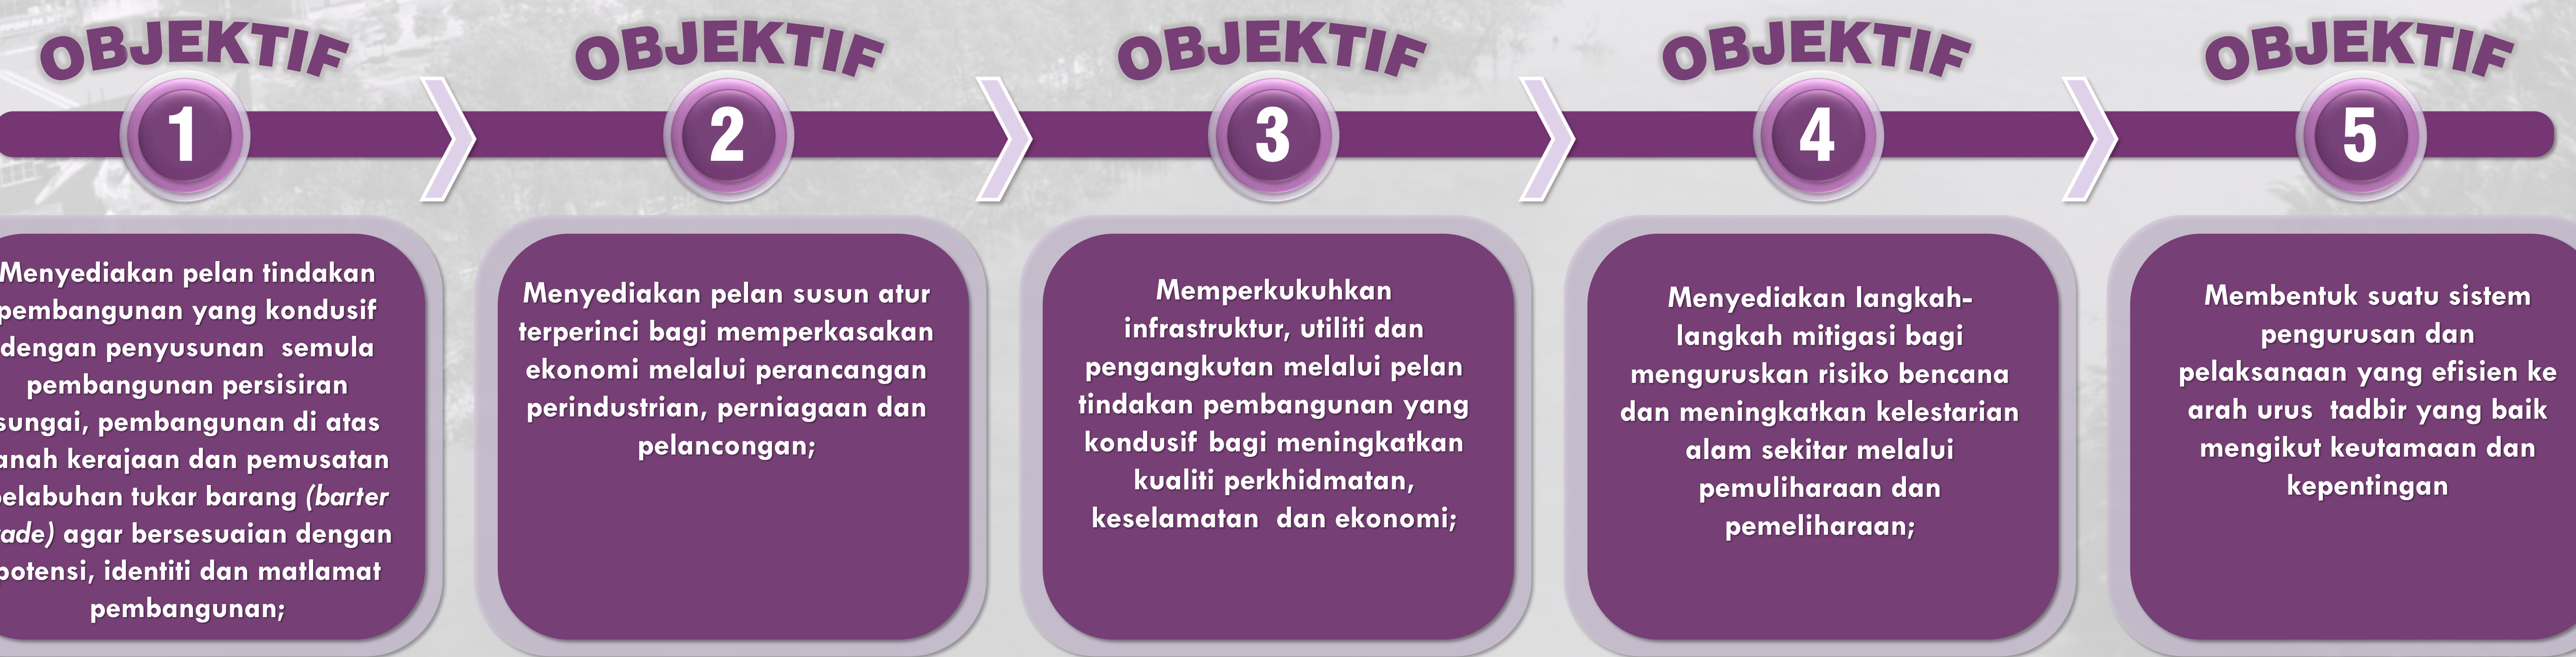 OBJEKTIF
1
Menyediakan pelan tindakan
pembangunan yang kondusif
dengan penyusunan semula
pembangunan persisiran
sungai, pembangunan di atas
tanah kerajaan dan pemusatan
pelabuhan tukar barang (barter
trade) agar bersesuaian dengan
potensi, identiti dan matlamat
pembangunan;
OBJEKTIF
2
Menyediakan pelan susun atur
terperinci bagi memperkasakan
ekonomi melalui perancangan
perindustrian, perniagaan dan
pelancongan;
OBJEKTIF
3
Memperkukuhkan
infrastruktur, utiliti dan
pengangkutan melalui pelan
tindakan pembangunan yang
kondusif bagi meningkatkan
kualiti perkhidmatan,
keselamatan dan ekonomi;
OBJEKTIF
4
Menyediakan langkah-
langkah mitigasi bagi
menguruskan risiko bencana
dan meningkatkan kelestarian
alam sekitar melalui
pemuliharaan dan
pemeliharaan;
OBJEKTIF
5
Membentuk suatu sistem
pengurusan dan
pelaksanaan yang efisien ke
arah urus tadbir yang baik
mengikut keutamaan dan
kepentingan